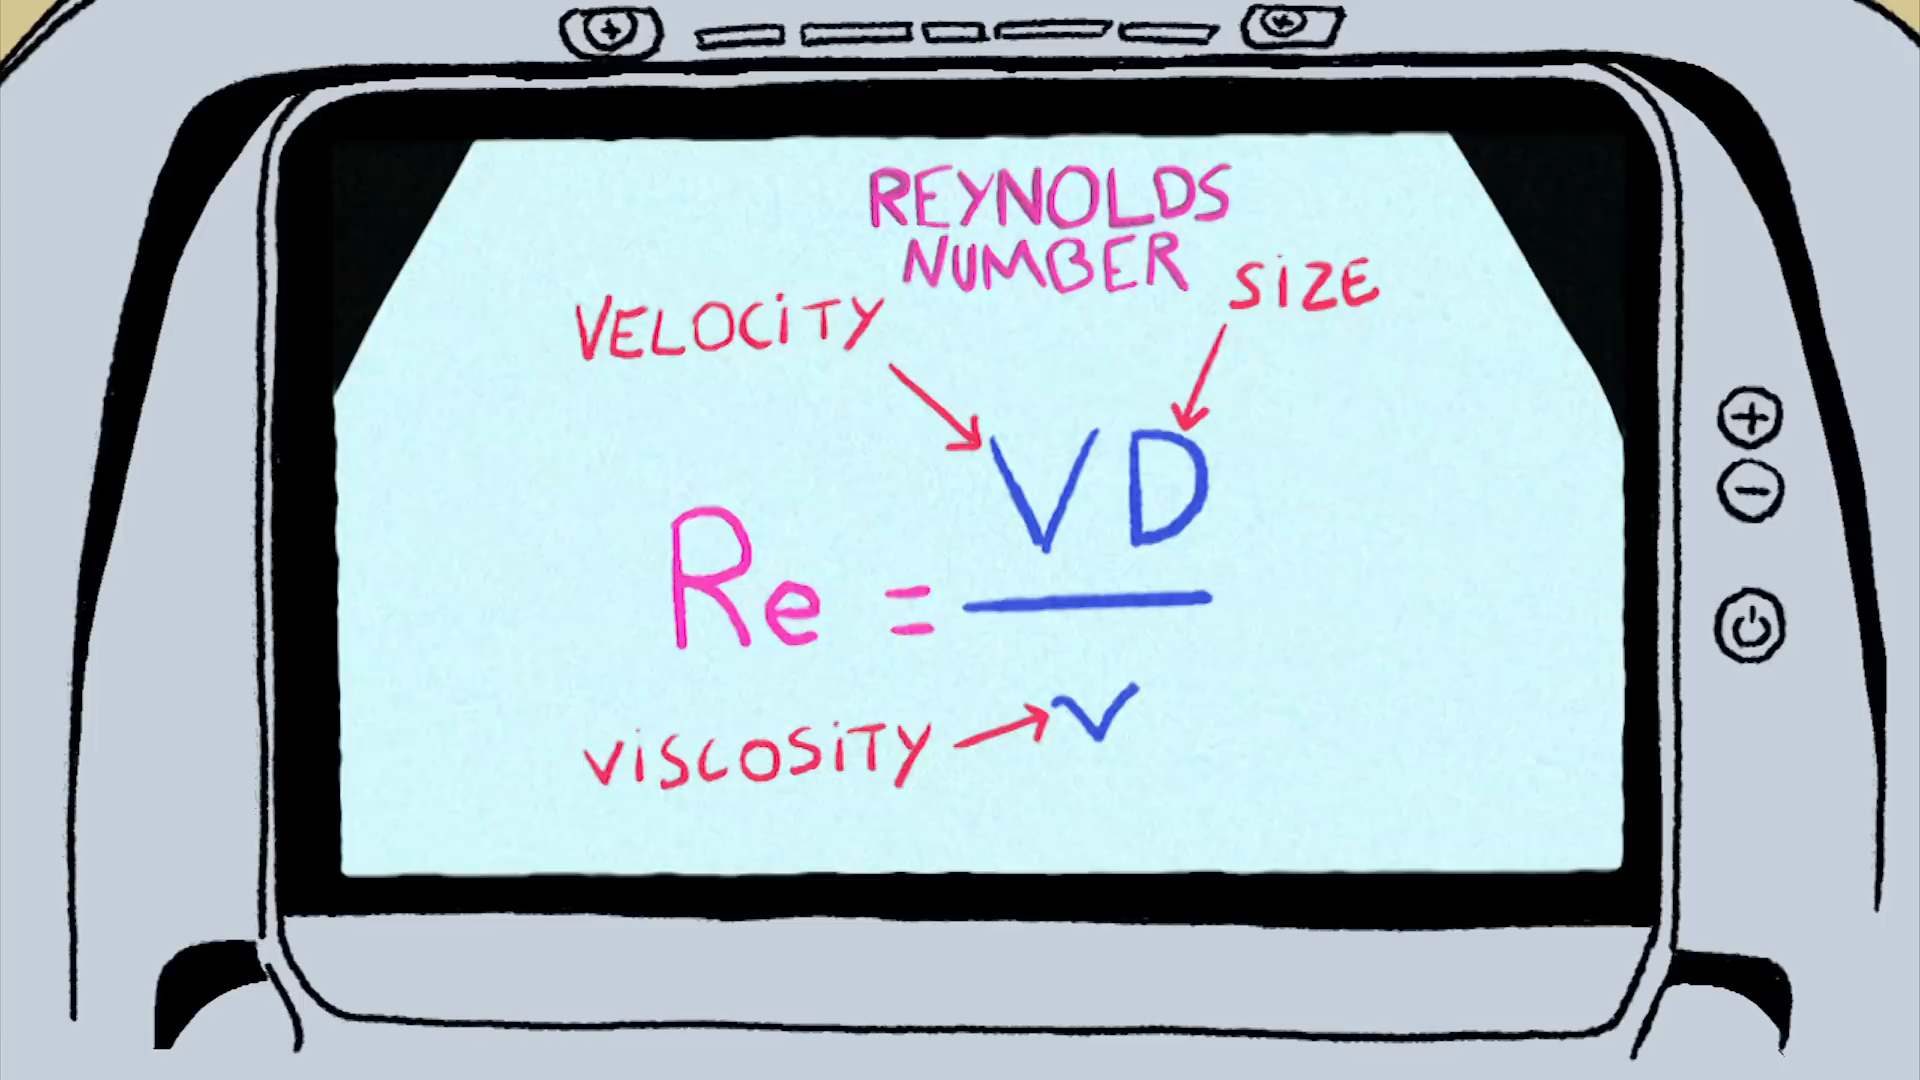 REYNOLDS
NUMBER
SiZE
VELOCiTY
VD
Re =
ν
ViSCOSiTY